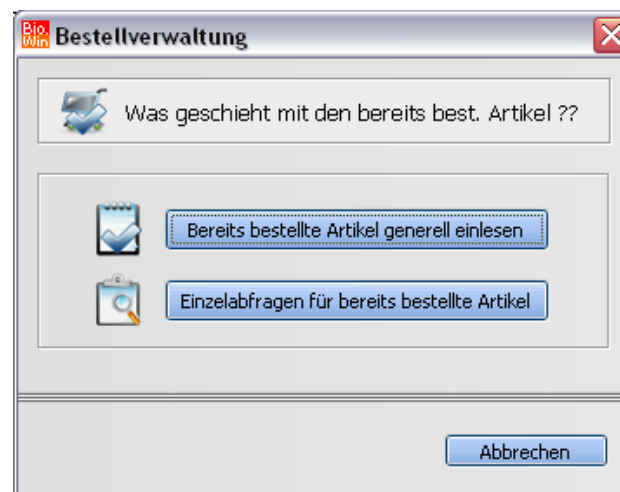 Bio.
Win
Bestellverwaltung
Was geschieht mit den bereits best. Artikel ??
Bereits bestellte Artikel generell einlesen
Einzelabfragen für bereits bestellte Artikel
Abbrechen